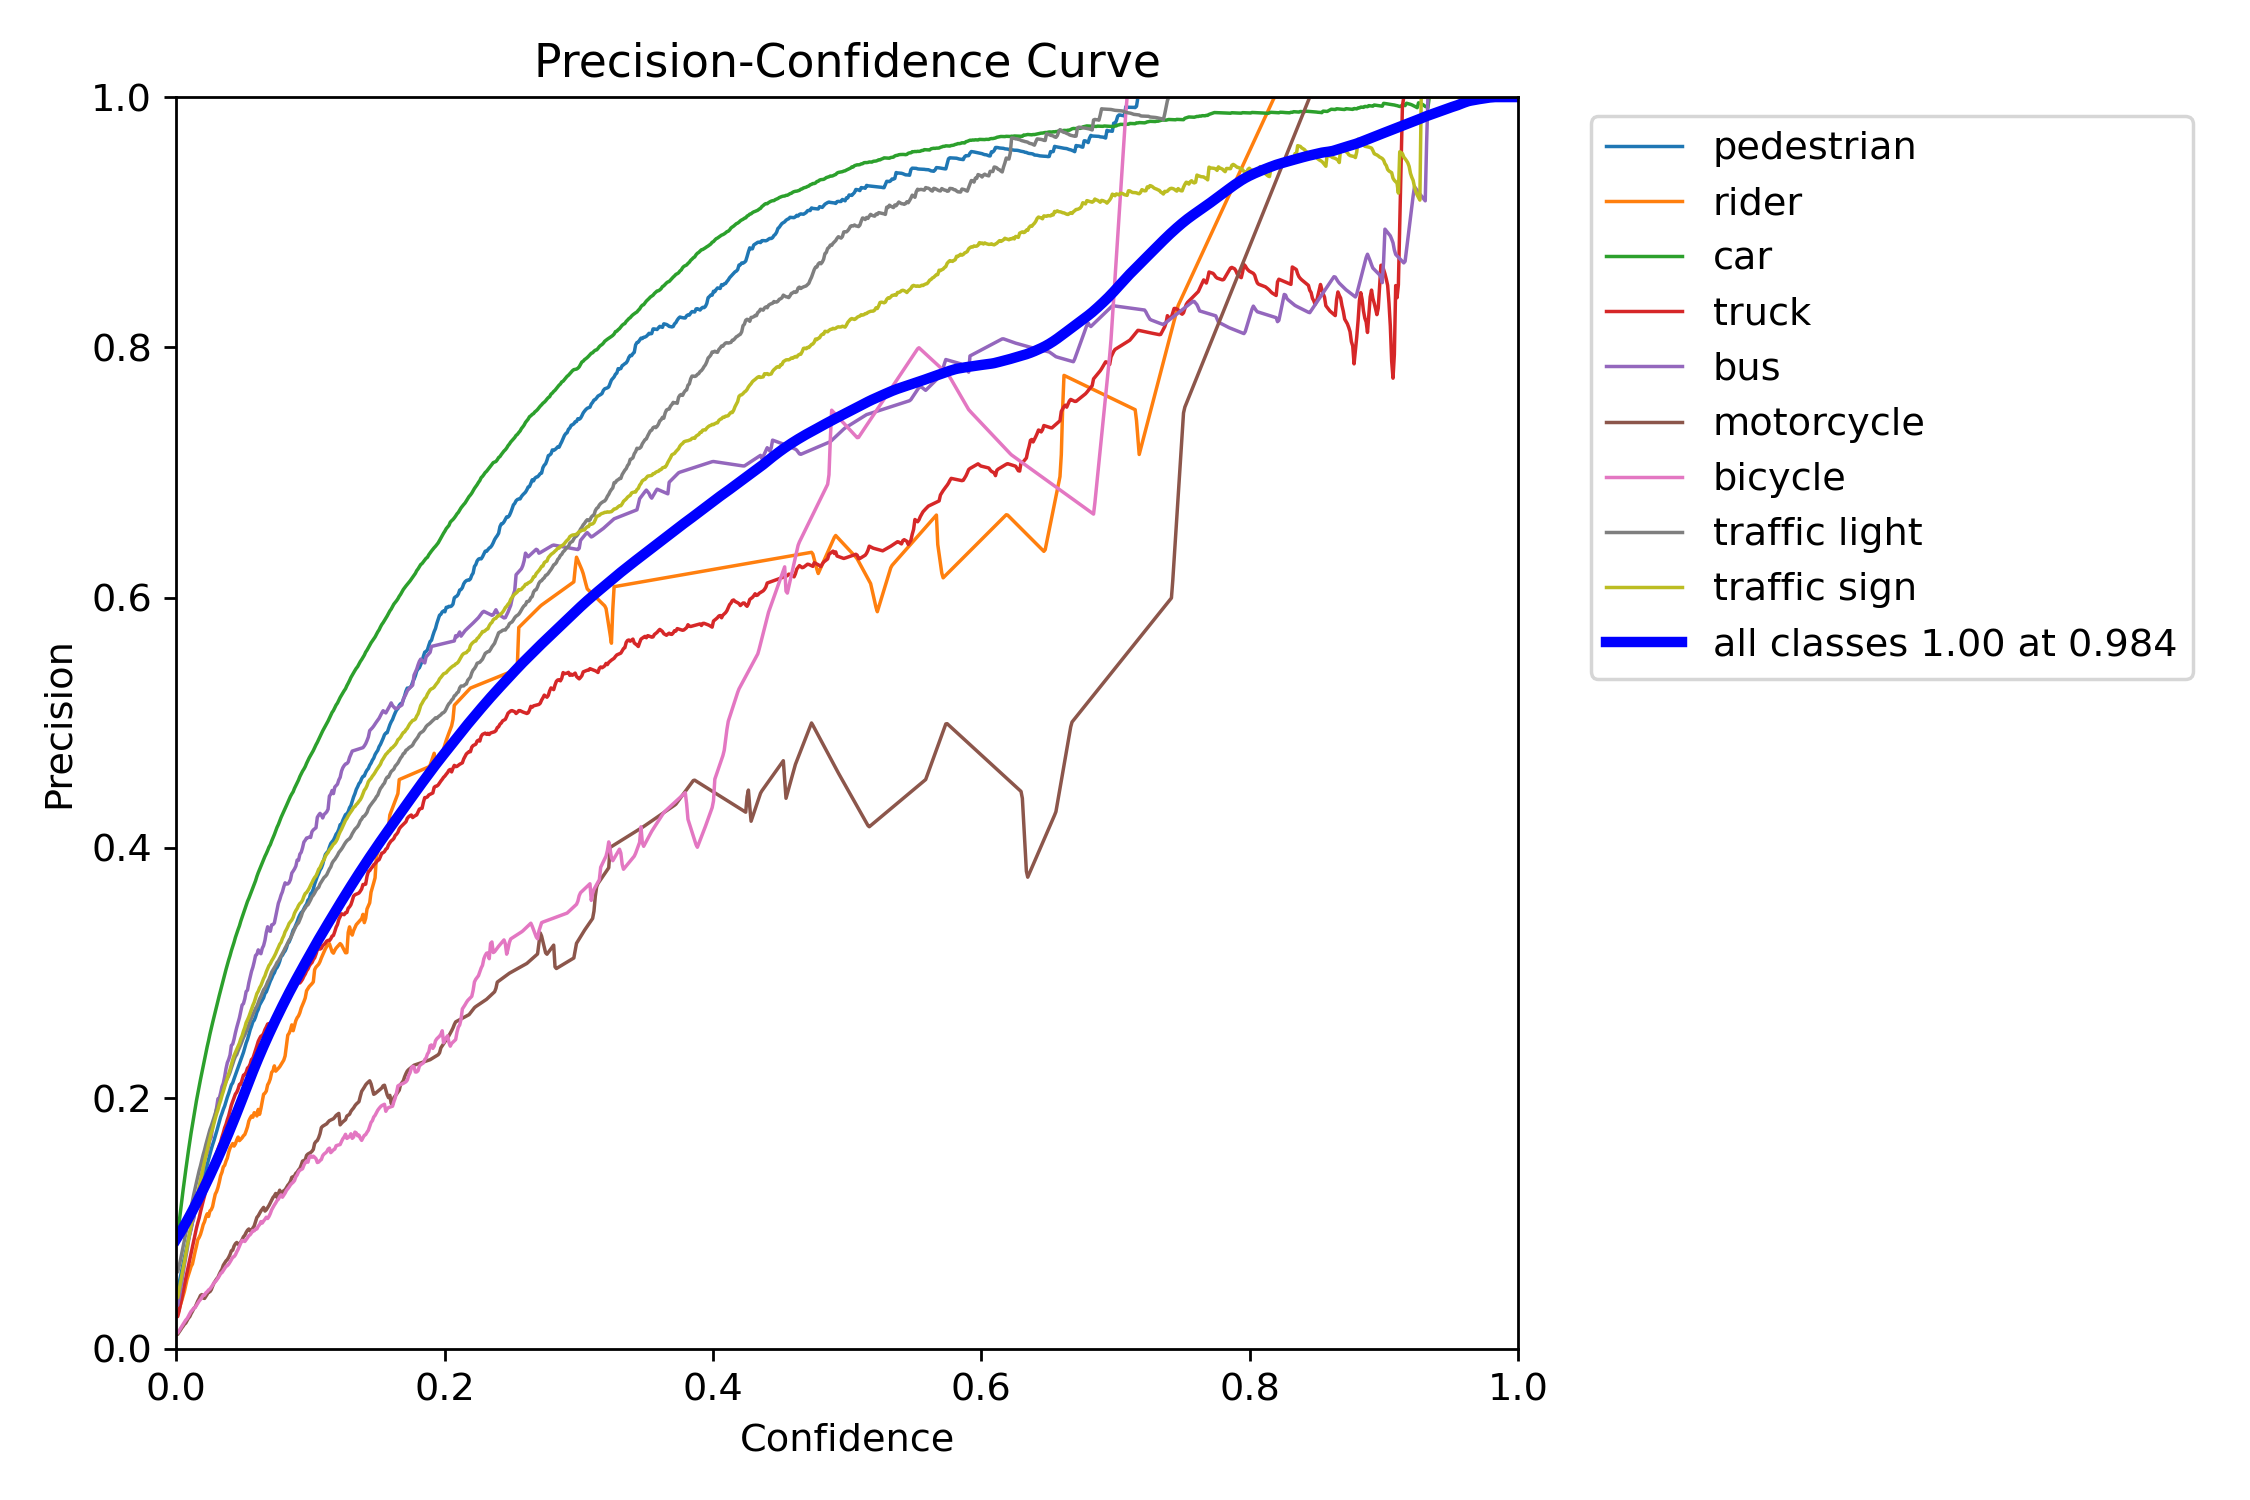 Precision-Confidence Curve
1.0
0.8
0.6
0.4
0.2
0.0
Precision
0.0 0.2 0.4 0.6 0.8 1.0
Confidence
pedestrian
rider
car
truck
bus
motorcycle
bicycle
traffic light
traffic sign
all classes 1.00 at 0.984